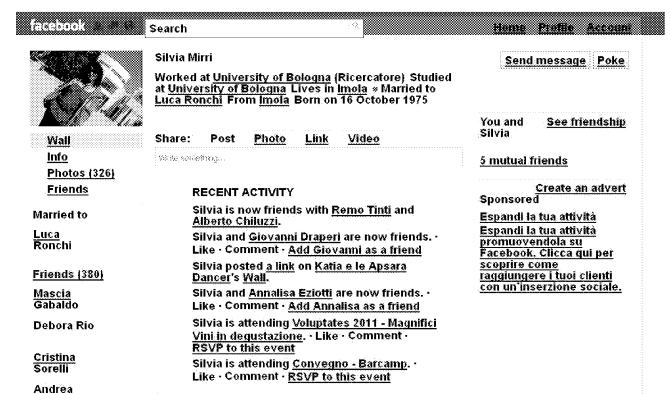 facebook Search Home Profile Account
Silvia Mirri
Send message Poke
Worked at University of Bologna (Ricercatore) Studied
at University of Bologna Lives in Imola Married to
Luca Ronchi From Imola Born on 16 October 1975
Wall
Info
Photos (326)
Friends
Married to
Luca
Ronchi
Friends (380)
Mascia
Gabaldo
Debora Rio
Cristina
Sorelli
Andrea
Share: Post Photo Link Video
Write something...
RECENT ACTIVITY
Silvia is now friends with Remo Tinti and
Alberto Chiluzzi.
Silvia and Giovanni Draperi are now friends. ·
Like · Comment · Add Giovanni as a friend
Silvia posted a link on Katia e le Apsara
Dancer's Wall.
Silvia and Annalisa Eziotti are now friends. ·
Like · Comment · Add Annalisa as a friend
Silvia is attending Voluptates 2011 - Magnifici
Vini in degustazione. · Like · Comment ·
RSVP to this event
Silvia is attending Convegno - Barcamp. ·
Like · Comment · RSVP to this event
You and
Silvia
See friendship
5 mutual friends
Create an advert
Sponsored
Espandi la tua attività
Espandi la tua attività
promuovendola su
Facebook. Clicca qui per
scoprire come
raggiungere i tuoi clienti
con un'inserzione sociale.